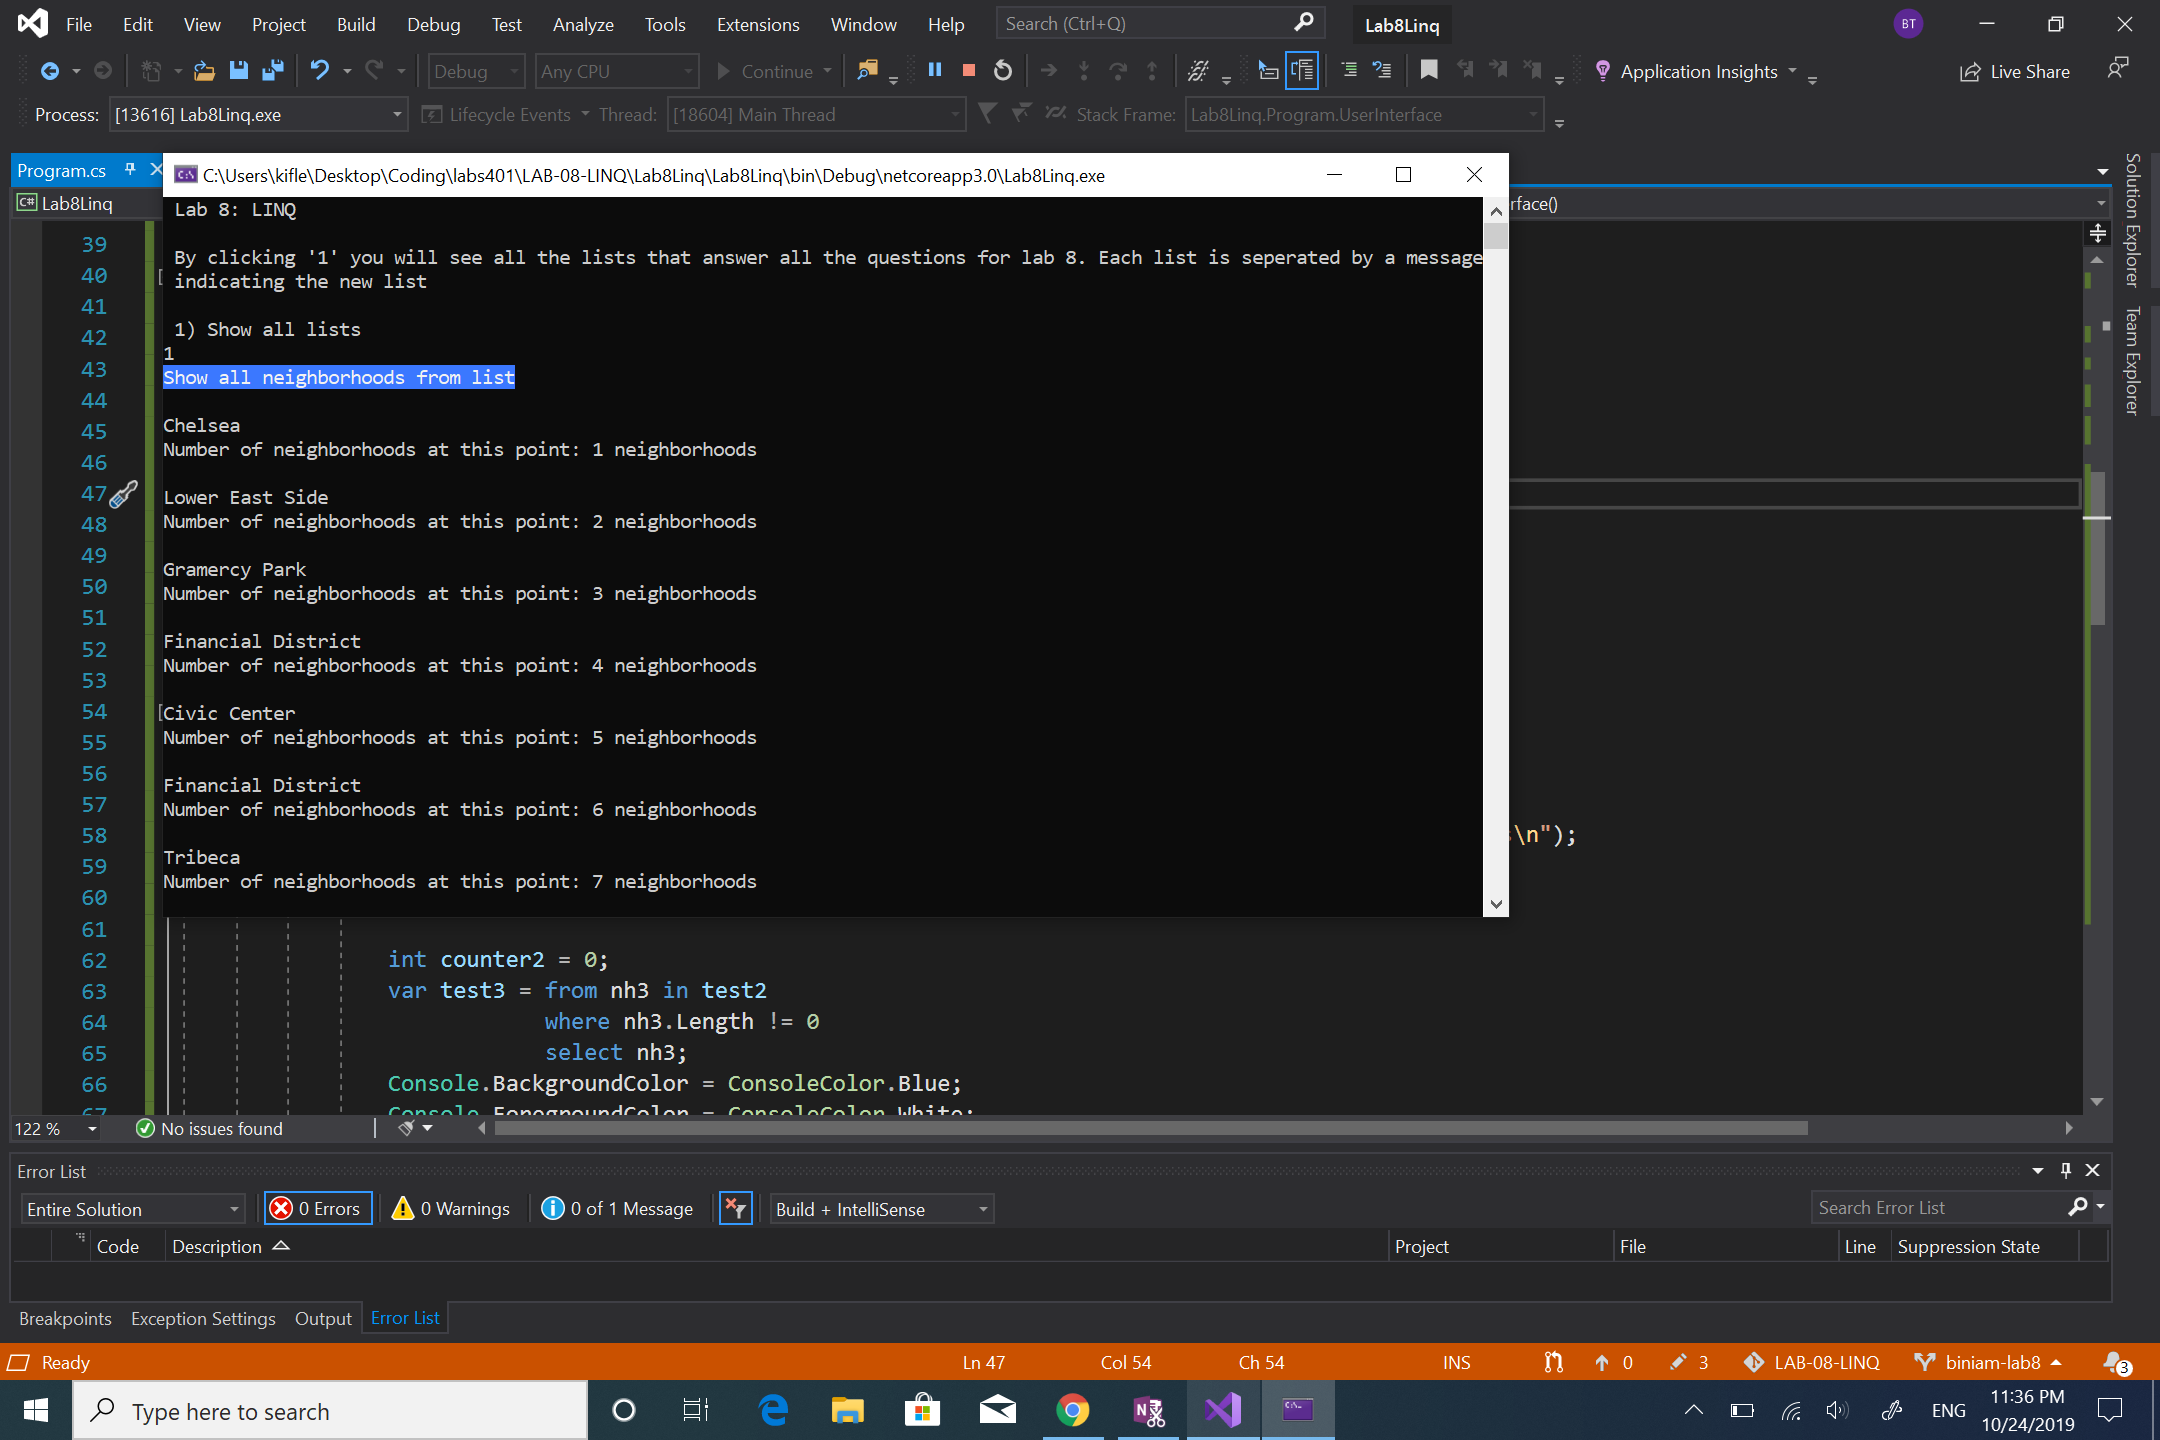 File Edit View Project Build Debug Test Analyze Tools Extensions Window Help Search (Ctrl+Q) Lab8Linq BT
Debug Any CPU Continue Application Insights Live Share
Process: [13616] Lab8Linq.exe Lifecycle Events Thread: [18604] Main Thread Stack Frame: Lab8Linq.Program.UserInterface
Program.cs
C:\Users\kifle\Desktop\Coding\labs401\LAB-08-LINQ\Lab8Linq\Lab8Linq\bin\Debug\netcoreapp3.0\Lab8Linq.exe
Solution Explorer
Team Explorer
C# Lab8Linq
rface()
Lab 8: LINQ
By clicking '1' you will see all the lists that answer all the questions for lab 8. Each list is seperated by a message
indicating the new list
1) Show all lists
1
Show all neighborhoods from list
Chelsea
Number of neighborhoods at this point: 1 neighborhoods
Lower East Side
Number of neighborhoods at this point: 2 neighborhoods
Gramercy Park
Number of neighborhoods at this point: 3 neighborhoods
Financial District
Number of neighborhoods at this point: 4 neighborhoods
Civic Center
Number of neighborhoods at this point: 5 neighborhoods
Financial District
Number of neighborhoods at this point: 6 neighborhoods
Tribeca
Number of neighborhoods at this point: 7 neighborhoods
39
40
41
42
43
44
45
46
47
48
49
50
51
52
53
54
55
56
57
58 \n");
59
60
61
62 int counter2 = 0;
63 var test3 = from nh3 in test2
64 where nh3.Length != 0
65 select nh3;
66 Console.BackgroundColor = ConsoleColor.Blue;
67 Console.ForegroundColor = ConsoleColor.White;
122 % No issues found
Error List
Entire Solution 0 Errors 0 Warnings 0 of 1 Message Build + IntelliSense Search Error List
Code Description Project File Line Suppression State
Breakpoints Exception Settings Output Error List
Ready Ln 47 Col 54 Ch 54 INS 0 3 LAB-08-LINQ biniam-lab8 3
Type here to search ENG 11:36 PM
10/24/2019